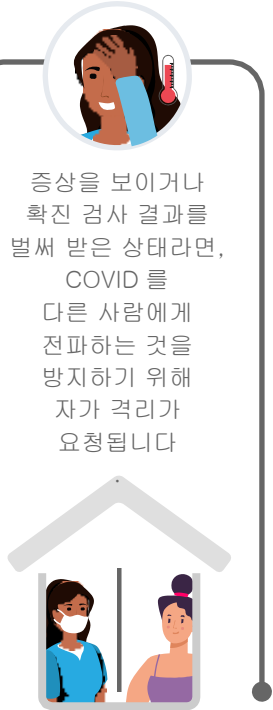 증상을 보이거나
확진 검사 결과를
벌써 받은 상태라면,
COVID 를
다른 사람에게
전파하는 것을
방지하기 위해
자가 격리가
요청됩니다